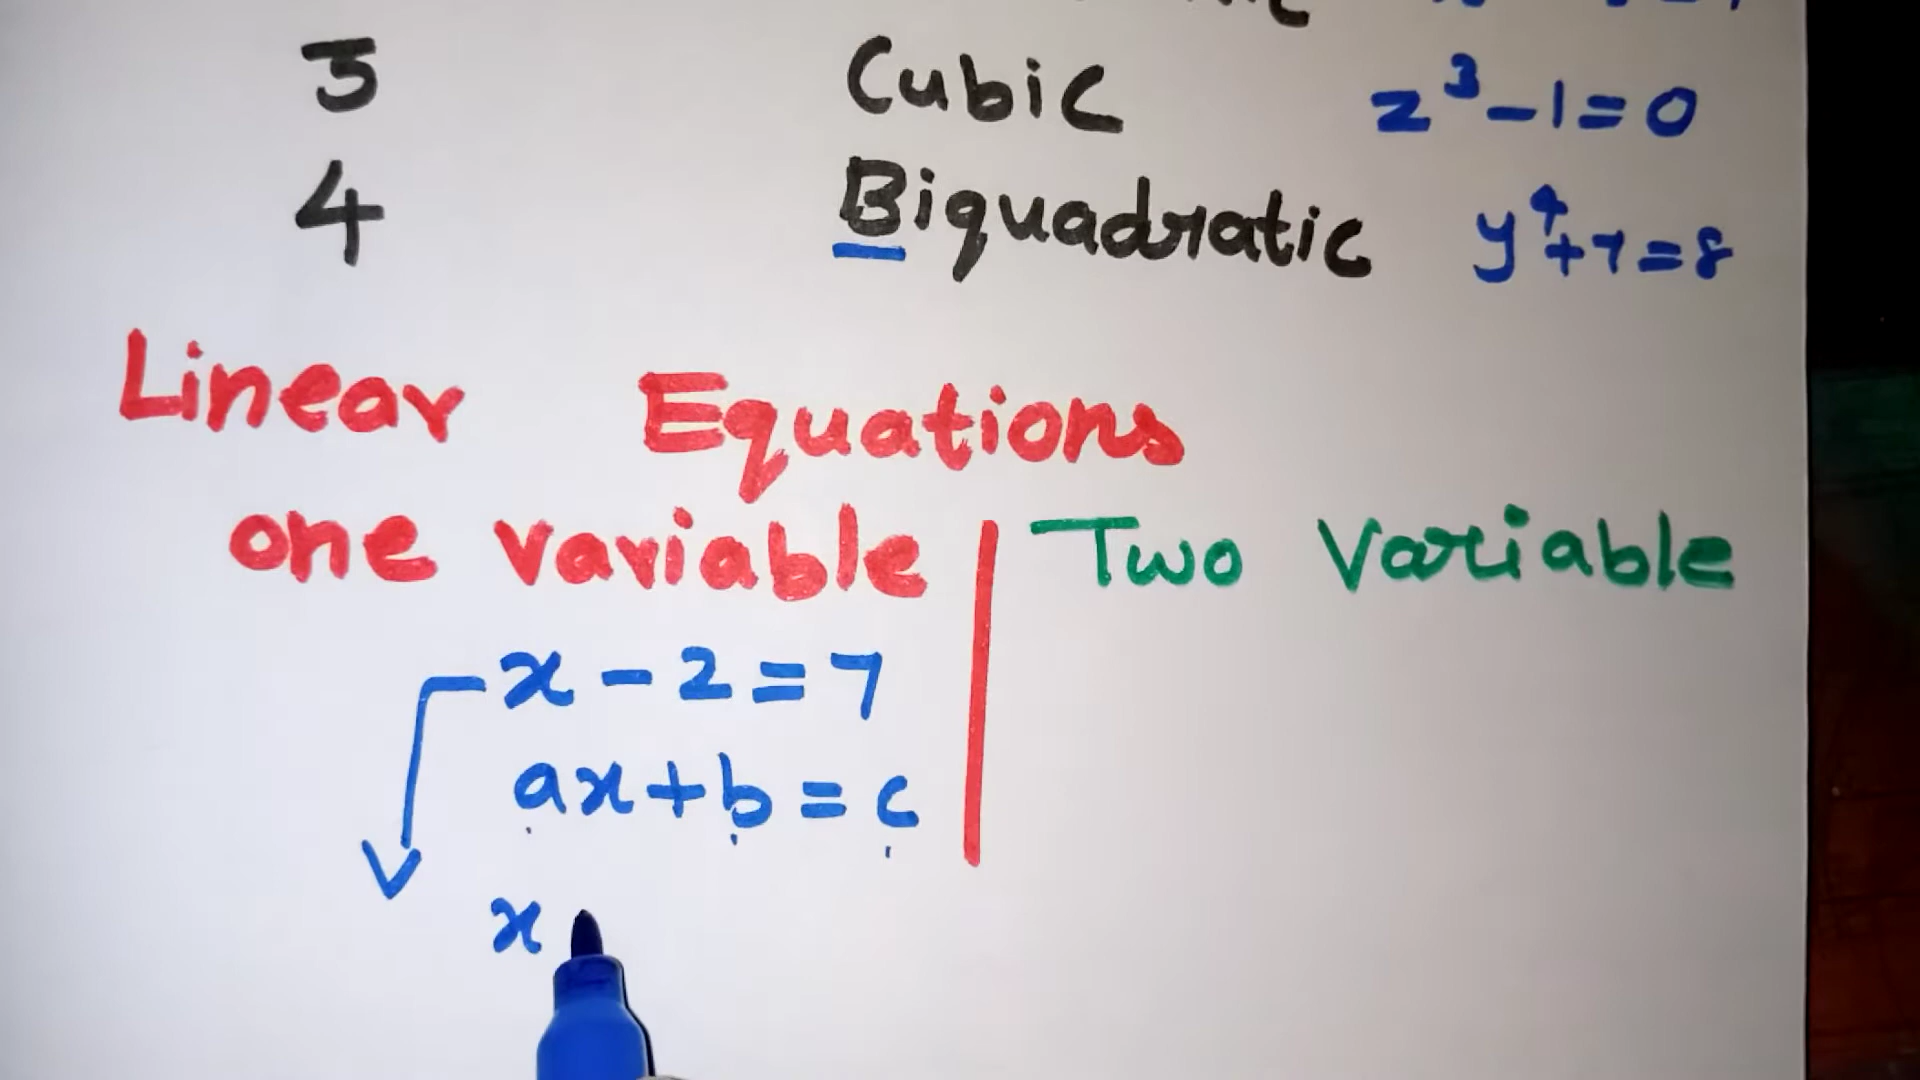 3 Cubic z³-1=0
4 Biquadratic y⁴+7=8
Linear Equations
one variable | Two Variable
x-2=7
ax+b=c
x